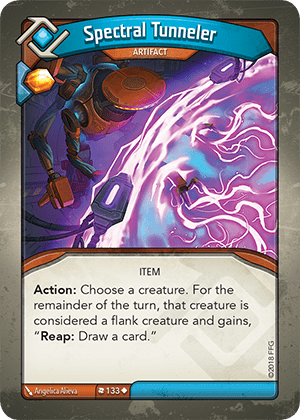 Spectral Tunneler
ARTIFACT
ITEM
Action: Choose a creature. For the
remainder of the turn, that creature is
considered a flank creature and gains,
“Reap: Draw a card.”
©2018 FFG
Angelica Alieva
133